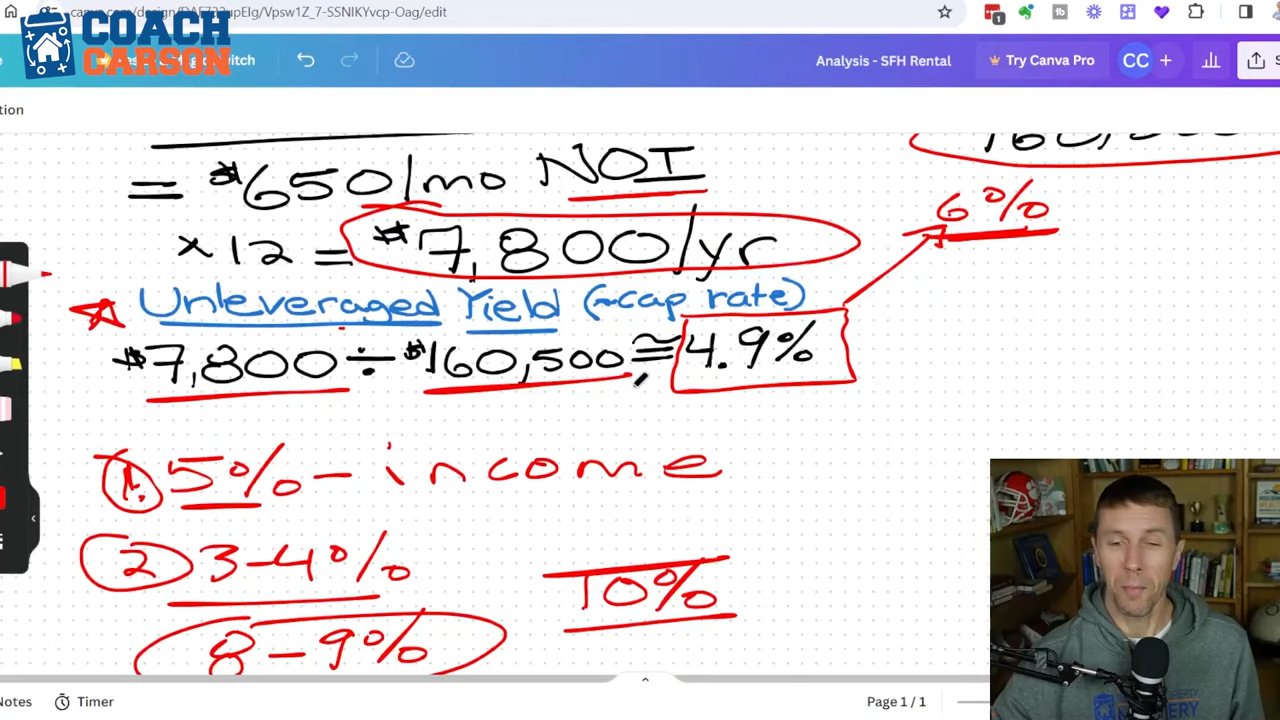 COACH
CARSON
Analysis - SFH Rental
Try Canva Pro
CC
= $650/mo NOI
6%
x12 = $7,800/yr
Unleveraged Yield (~cap rate)
$7,800 ÷ $160,500 ≅ 4.9%
1. 5% - income
2 3-4%
10%
8-9%
Notes
Timer
Page 1 / 1